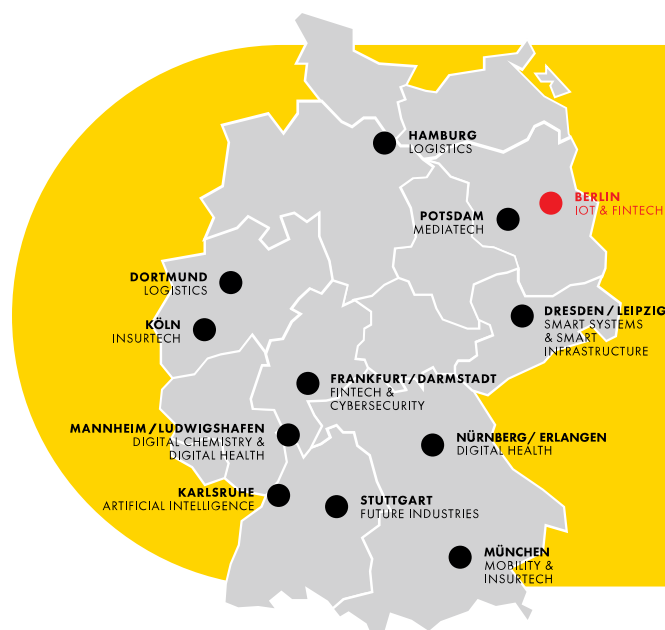 HAMBURG
LOGISTICS
BERLIN
IOT & FINTECH
POTSDAM
MEDIATECH
DORTMUND
LOGISTICS
KÖLN
INSURTECH
DRESDEN / LEIPZIG
SMART SYSTEMS
& SMART
INFRASTRUCTURE
FRANKFURT/DARMSTADT
FINTECH &
CYBERSECURITY
MANNHEIM/LUDWIGSHAFEN
DIGITAL CHEMISTRY &
DIGITAL HEALTH
NÜRNBERG/ ERLANGEN
DIGITAL HEALTH
KARLSRUHE
ARTIFICIAL INTELLIGENCE
STUTTGART
FUTURE INDUSTRIES
MÜNCHEN
MOBILITY &
INSURTECH